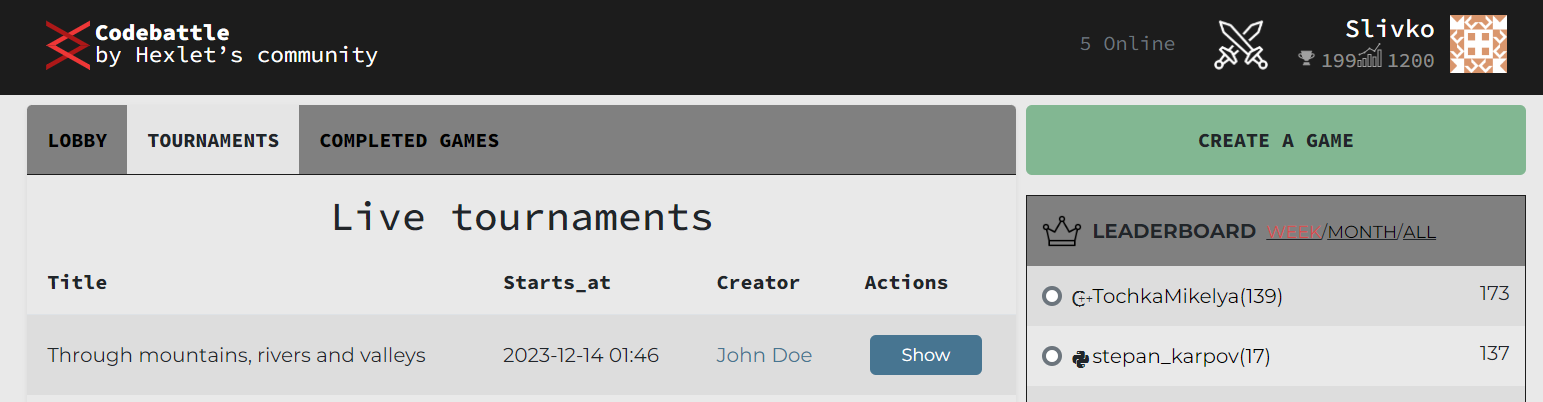 Codebattle
by Hexlet's community
5 Online
Slivko
199 1200
LOBBY TOURNAMENTS COMPLETED GAMES
CREATE A GAME
Live tournaments
LEADERBOARD WEEK/MONTH/ALL
Title Starts_at Creator Actions
Through mountains, rivers and valleys 2023-12-14 01:46 John Doe Show
C++ TochkaMikelya(139) 173
stepan_karpov(17) 137